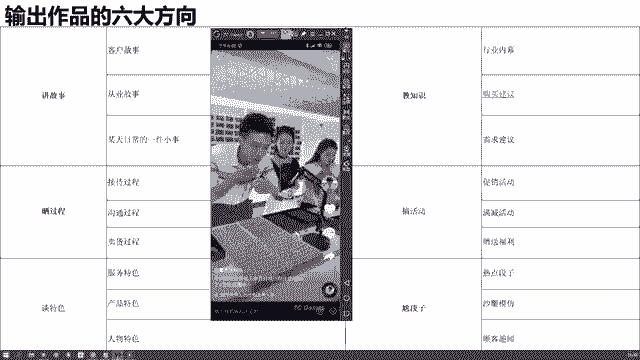 输出作品的六大方向
讲故事
客户故事
从业故事
某天日常的一件小事
晒过程
接待过程
沟通过程
卖货过程
谈特色
服务特色
产品特色
人物特色
教知识
行业内幕
购买建议
需求建议
搞活动
促销活动
满减活动
赠送福利
热点段子
沙雕模仿
顾客趣闻